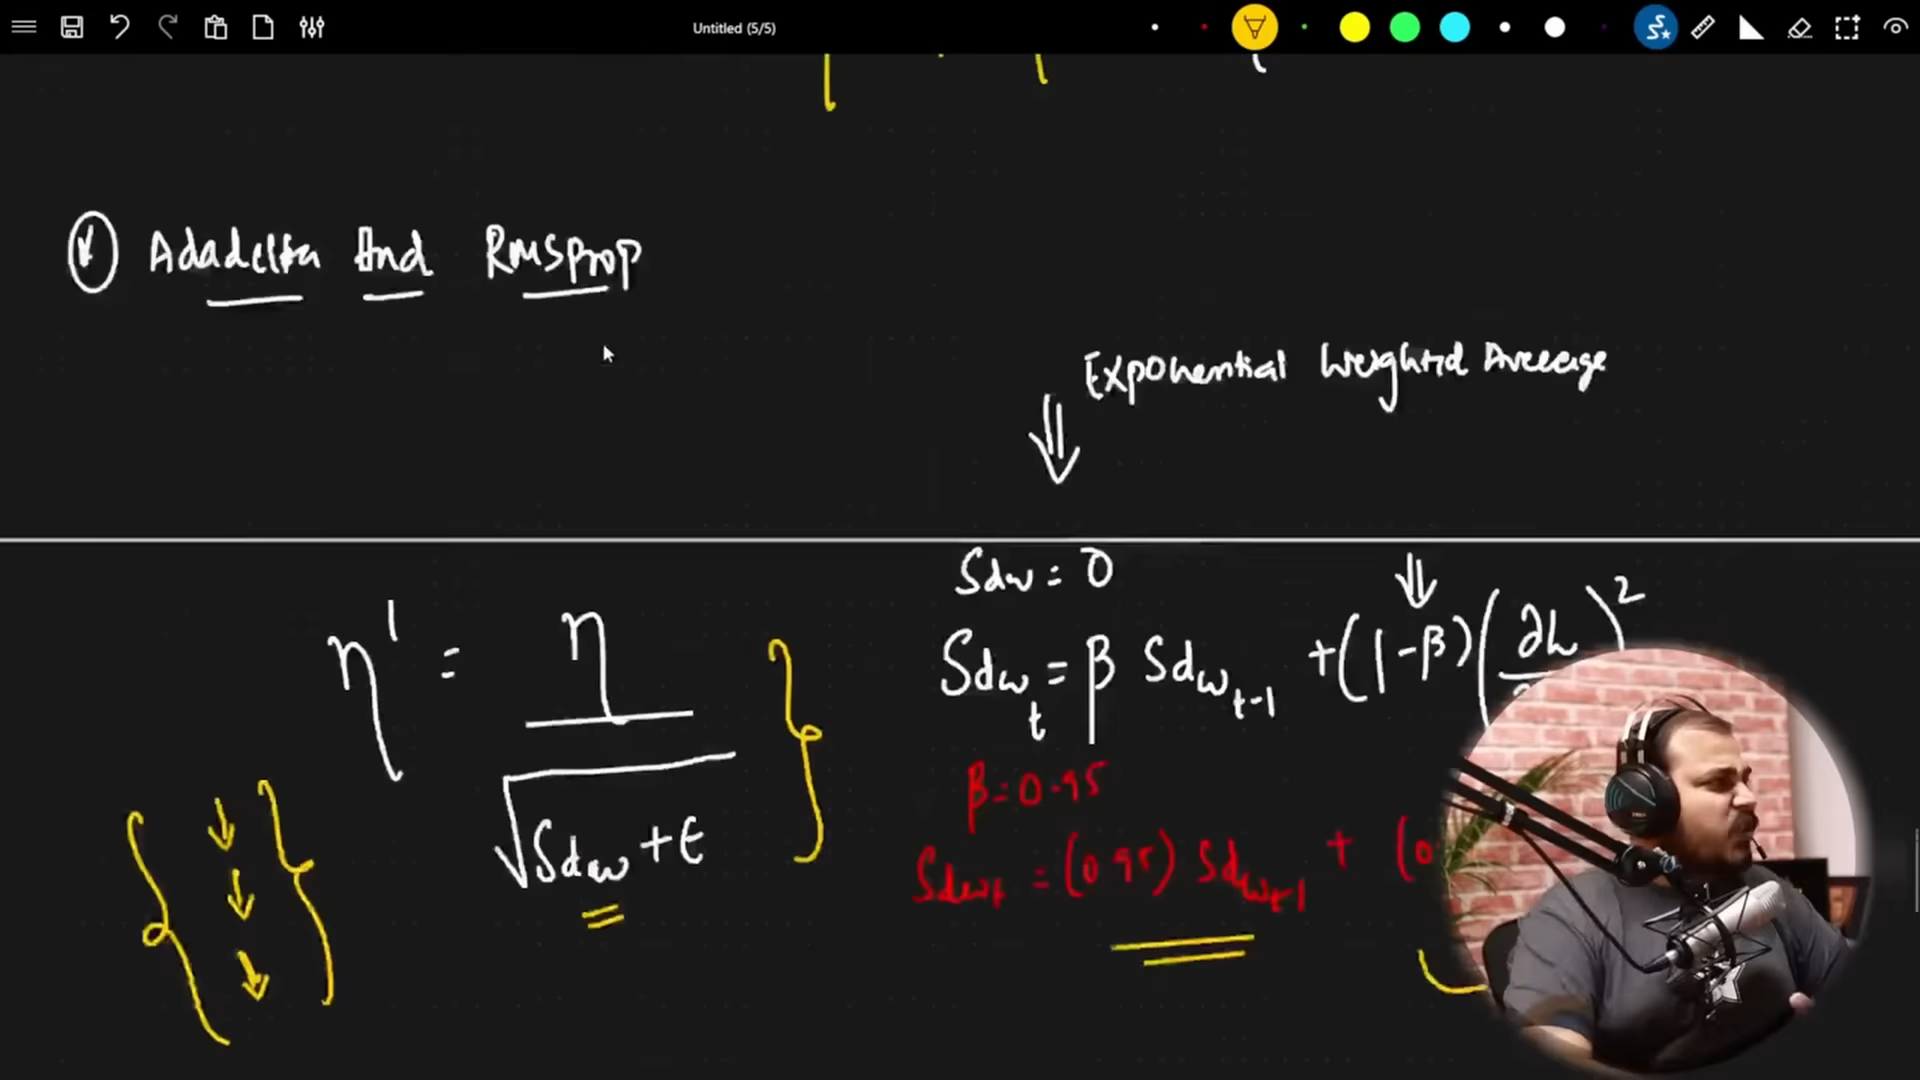 Untitled (5/5)
Adadelta And RMSprop
Exponential Weighted Average
Sdw = 0
η' = η / √(Sdw + ε)
Sdw_t = β Sdw_t-1 + (1-β) (∂L
)²
β = 0.95
Sdw_t = (0.95) Sdw_t-1 + (0.